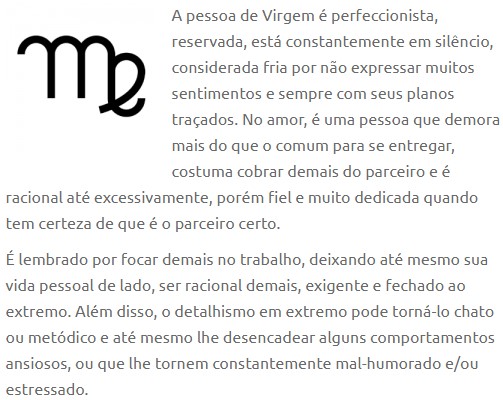 A pessoa de Virgem é perfeccionista,
reservada, está constantemente em silêncio,
considerada fria por não expressar muitos
sentimentos e sempre com seus planos
traçados. No amor, é uma pessoa que demora
mais do que o comum para se entregar,
costuma cobrar demais do parceiro e é
racional até excessivamente, porém fiel e muito dedicada quando
tem certeza de que é o parceiro certo.
É lembrado por focar demais no trabalho, deixando até mesmo sua
vida pessoal de lado, ser racional demais, exigente e fechado ao
extremo. Além disso, o detalhismo em extremo pode torná-lo chato
ou metódico e até mesmo lhe desencadear alguns comportamentos
ansiosos, ou que lhe tornem constantemente mal-humorado e/ou
estressado.